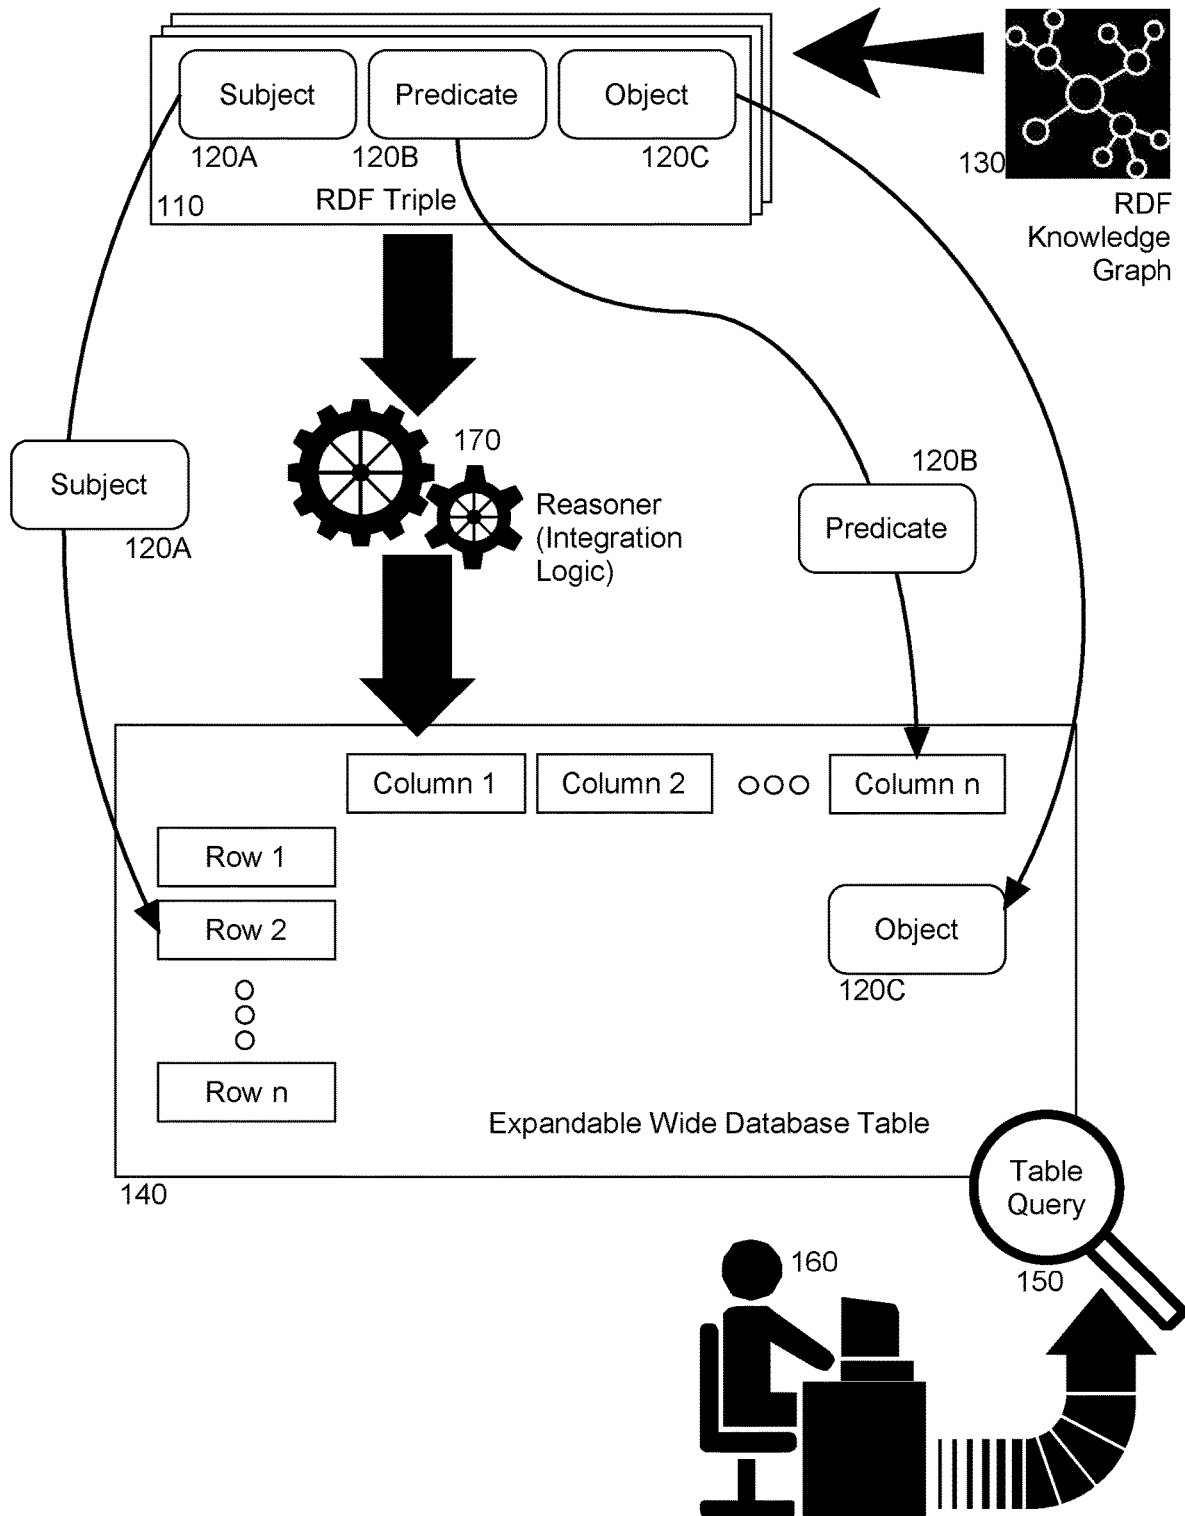 Subject
Predicate
Object
120A
120B
120C
110
RDF Triple
130
RDF
Knowledge
Graph
170
Reasoner
(Integration
Logic)
Subject
120A
120B
Predicate
Column 1
Column 2
Column n
Row 1
Row 2
Object
120C
Row n
Expandable Wide Database Table
140
Table
Query
150
160